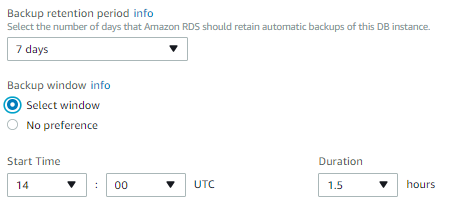 Backup retention period info
Select the number of days that Amazon RDS should retain automatic backups of this DB instance.
7 days
Backup window info
Select window
No preference
Start Time Duration
14 : 00 UTC 1.5 hours